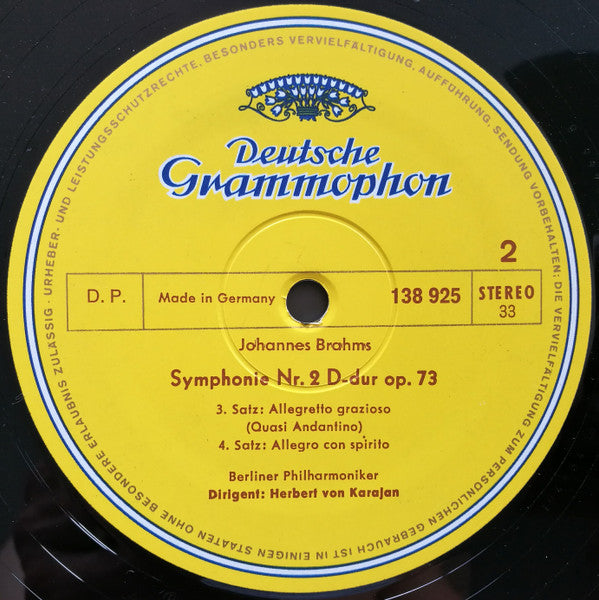 Deutsche
Grammophon
2
D. P.
Made in Germany
138 925
STEREO
33
Johannes Brahms
Symphonie Nr. 2 D-dur op. 73
3. Satz: Allegretto grazioso
(Quasi Andantino)
4. Satz: Allegro con spirito
Berliner Philharmoniker
Dirigent: Herbert von Karajan
URHEBER- UND LEISTUNGSSCHUTZRECHTE, BESONDERS VERVIELFÄLTIGUNG, AUFFÜHRUNG, SENDUNG VORBEHALTEN; DIE VERVIELFÄLTIGUNG ZUM PERSÖNLICHEN GEBRAUCH IST IN EINIGEN STAATEN OHNE BESONDERE ERLAUBNIS ZULÄSSIG ·